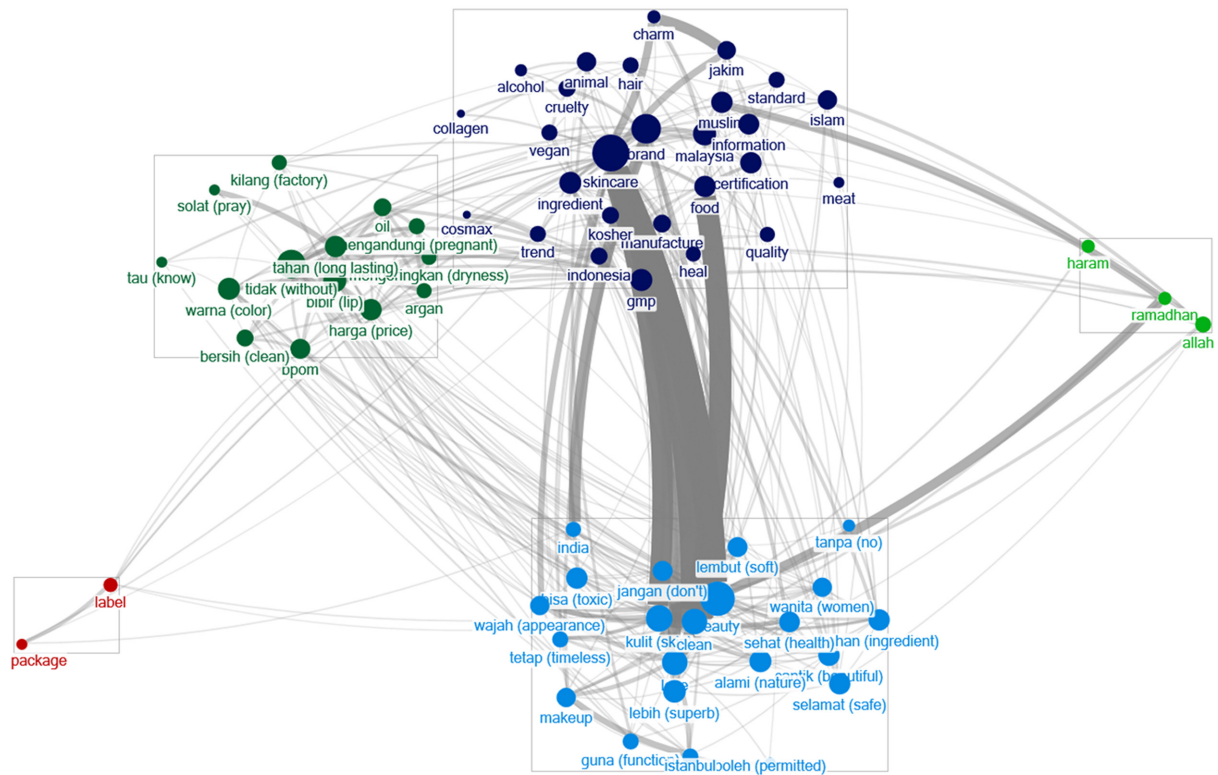 charm
jakim
alcohol
animal
hair
cruelty
standard
collagen
islam
vegan
brand
malaysia
information
skincare
certification
ingredient
food
meat
cosmax
kosher
manufacture
trend
quality
indonesia
heal
gmp
kilang (factory)
solat (pray)
oil
tau (know)
tahan (long lasting)
tidak (without)
bibir (lip)
warna (color)
argan
harga (price)
bersih (clean)
bpom
haram
ramadhan
allah
label
package
india
tanpa (no)
lembut (soft)
jangan (don't)
wanita (women)
wajah (appearance)
clean
sehat (health)
tetap (timeless)
alami (nature)
lebih (superb)
selamat (safe)
makeup
istanbul